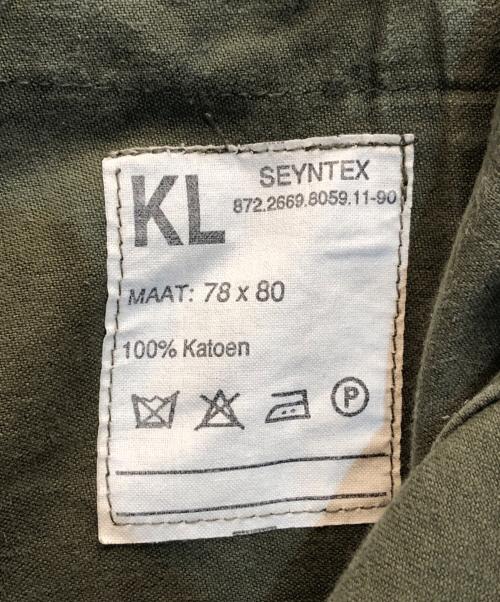 KL
SEYNTEX
872.2669.8059.11-90
MAAT: 78 x 80
100% Katoen
P